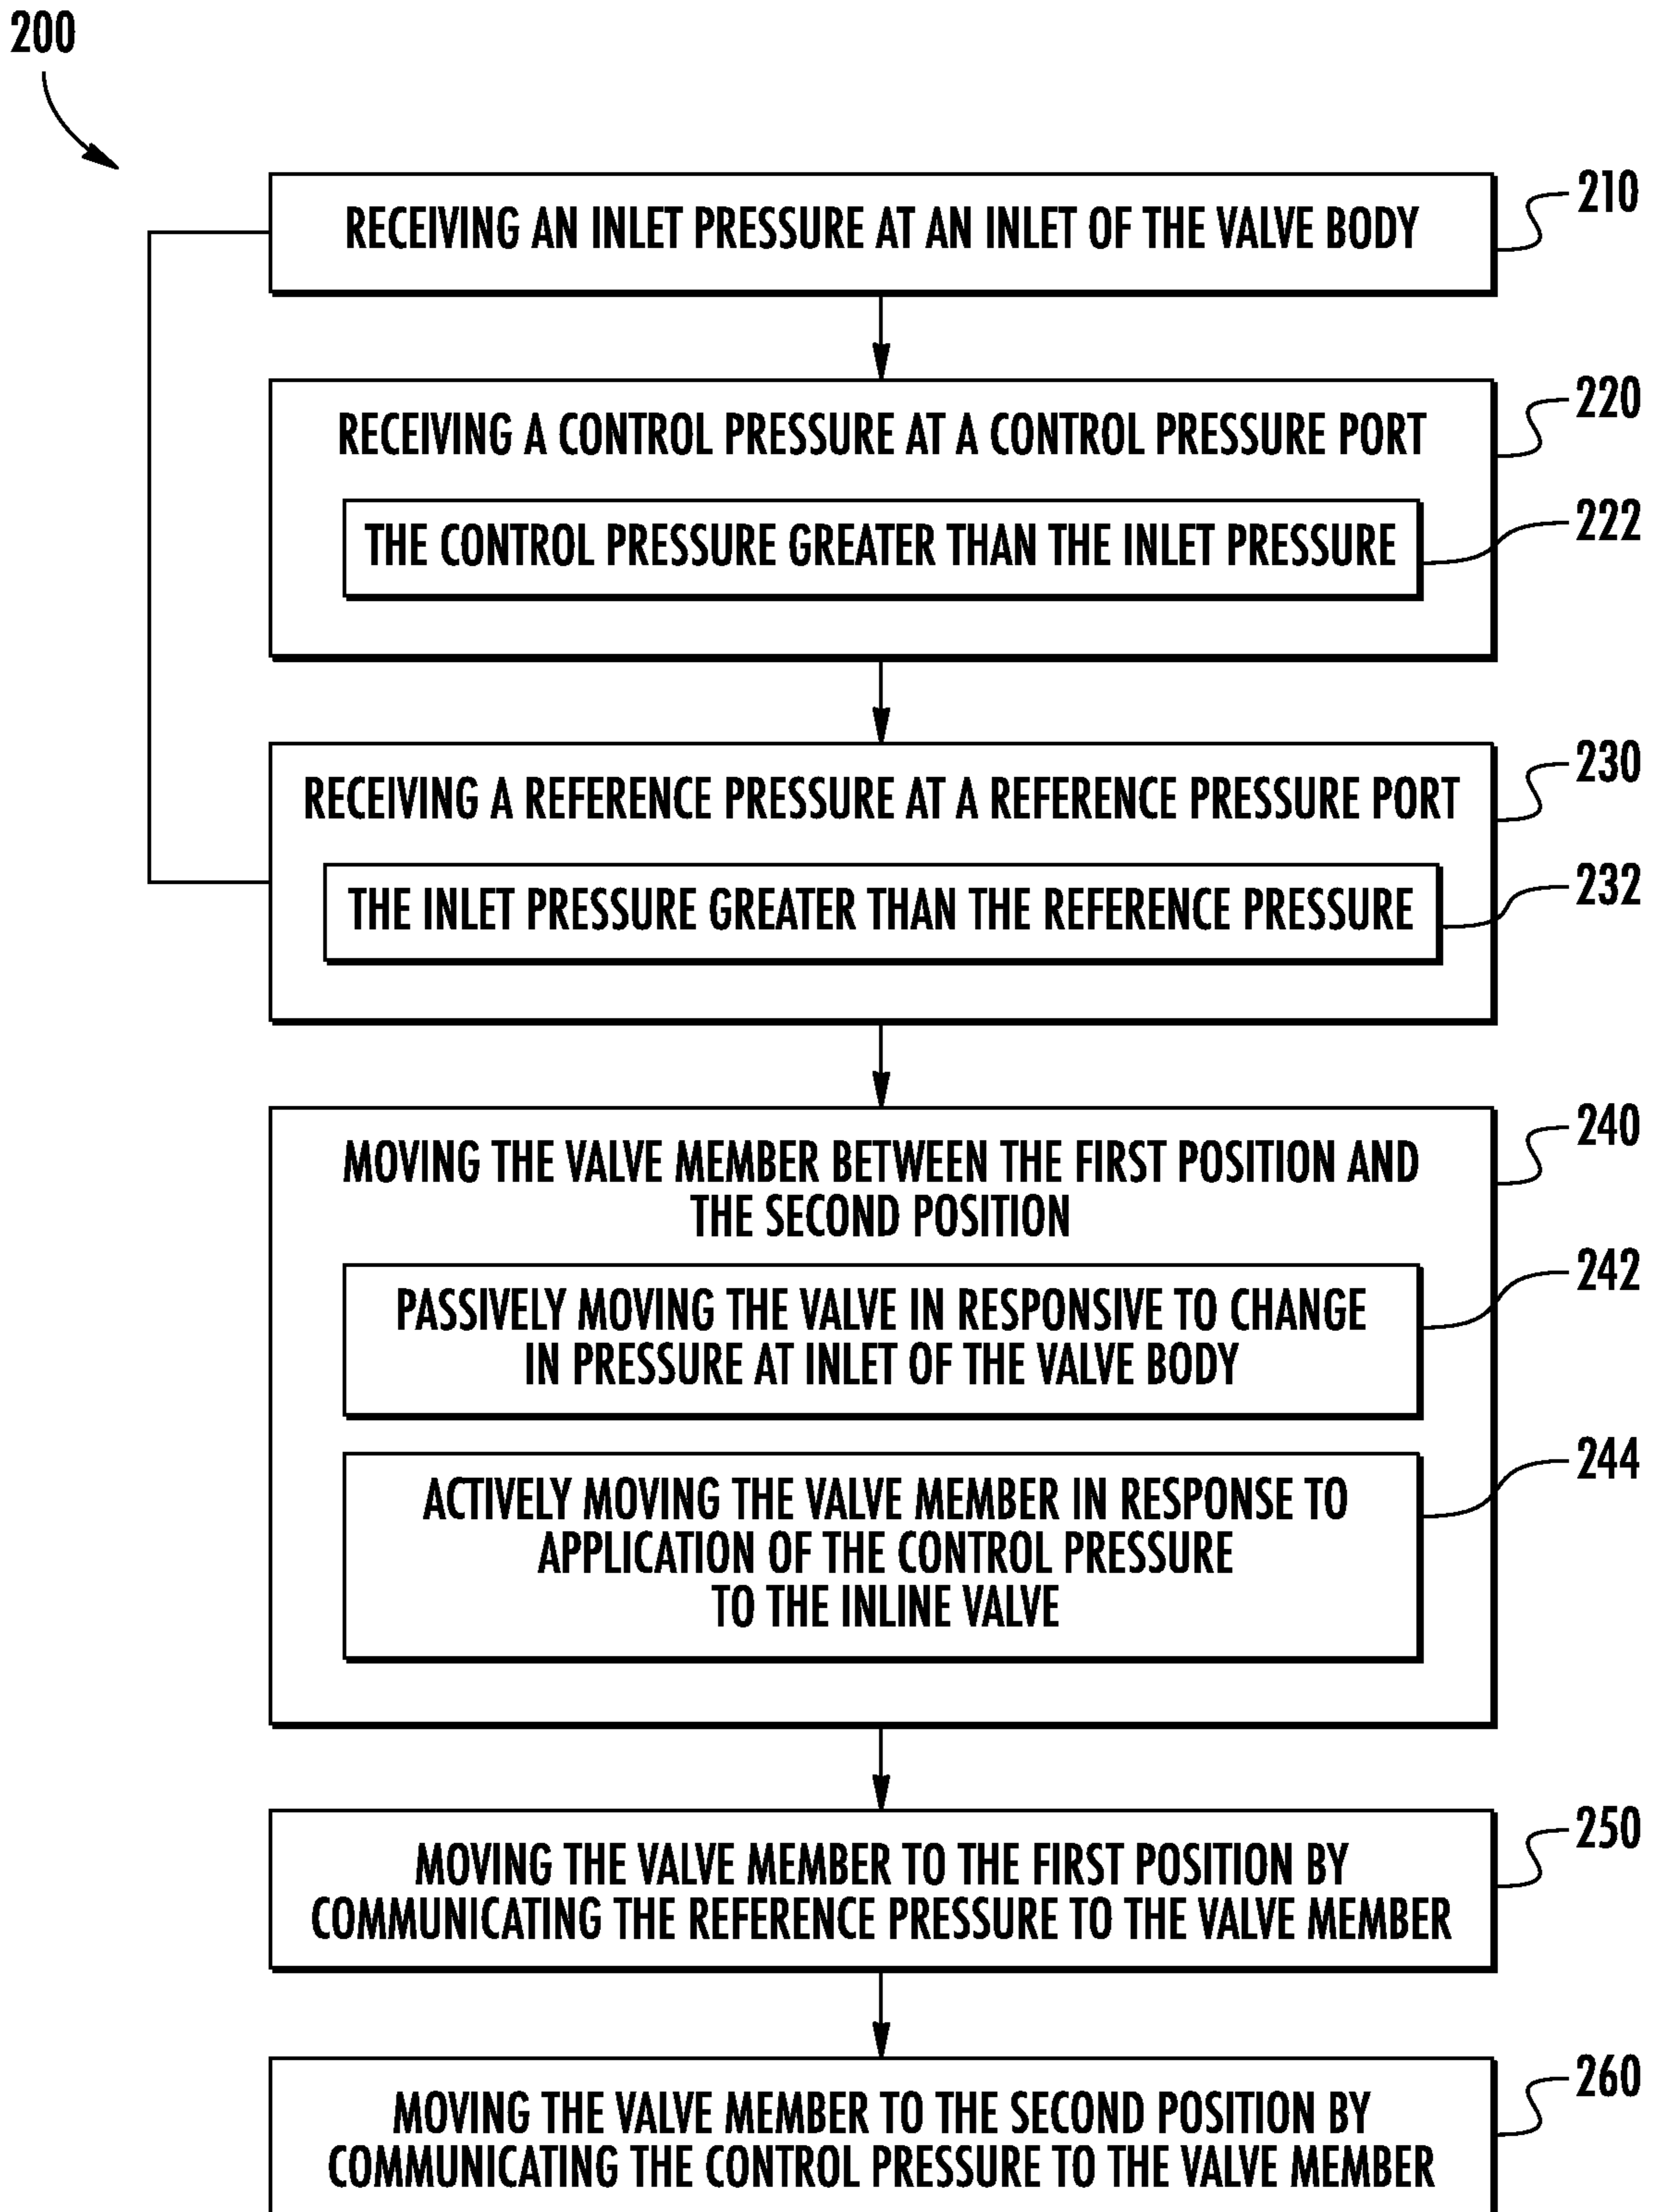 200
RECEIVING AN INLET PRESSURE AT AN INLET OF THE VALVE BODY
210
RECEIVING A CONTROL PRESSURE AT A CONTROL PRESSURE PORT
220
THE CONTROL PRESSURE GREATER THAN THE INLET PRESSURE
222
RECEIVING A REFERENCE PRESSURE AT A REFERENCE PRESSURE PORT
230
THE INLET PRESSURE GREATER THAN THE REFERENCE PRESSURE
232
MOVING THE VALVE MEMBER BETWEEN THE FIRST POSITION AND
THE SECOND POSITION
240
PASSIVELY MOVING THE VALVE IN RESPONSIVE TO CHANGE
IN PRESSURE AT INLET OF THE VALVE BODY
242
ACTIVELY MOVING THE VALVE MEMBER IN RESPONSE TO
APPLICATION OF THE CONTROL PRESSURE
TO THE INLINE VALVE
244
MOVING THE VALVE MEMBER TO THE FIRST POSITION BY
COMMUNICATING THE REFERENCE PRESSURE TO THE VALVE MEMBER
250
MOVING THE VALVE MEMBER TO THE SECOND POSITION BY
COMMUNICATING THE CONTROL PRESSURE TO THE VALVE MEMBER
260